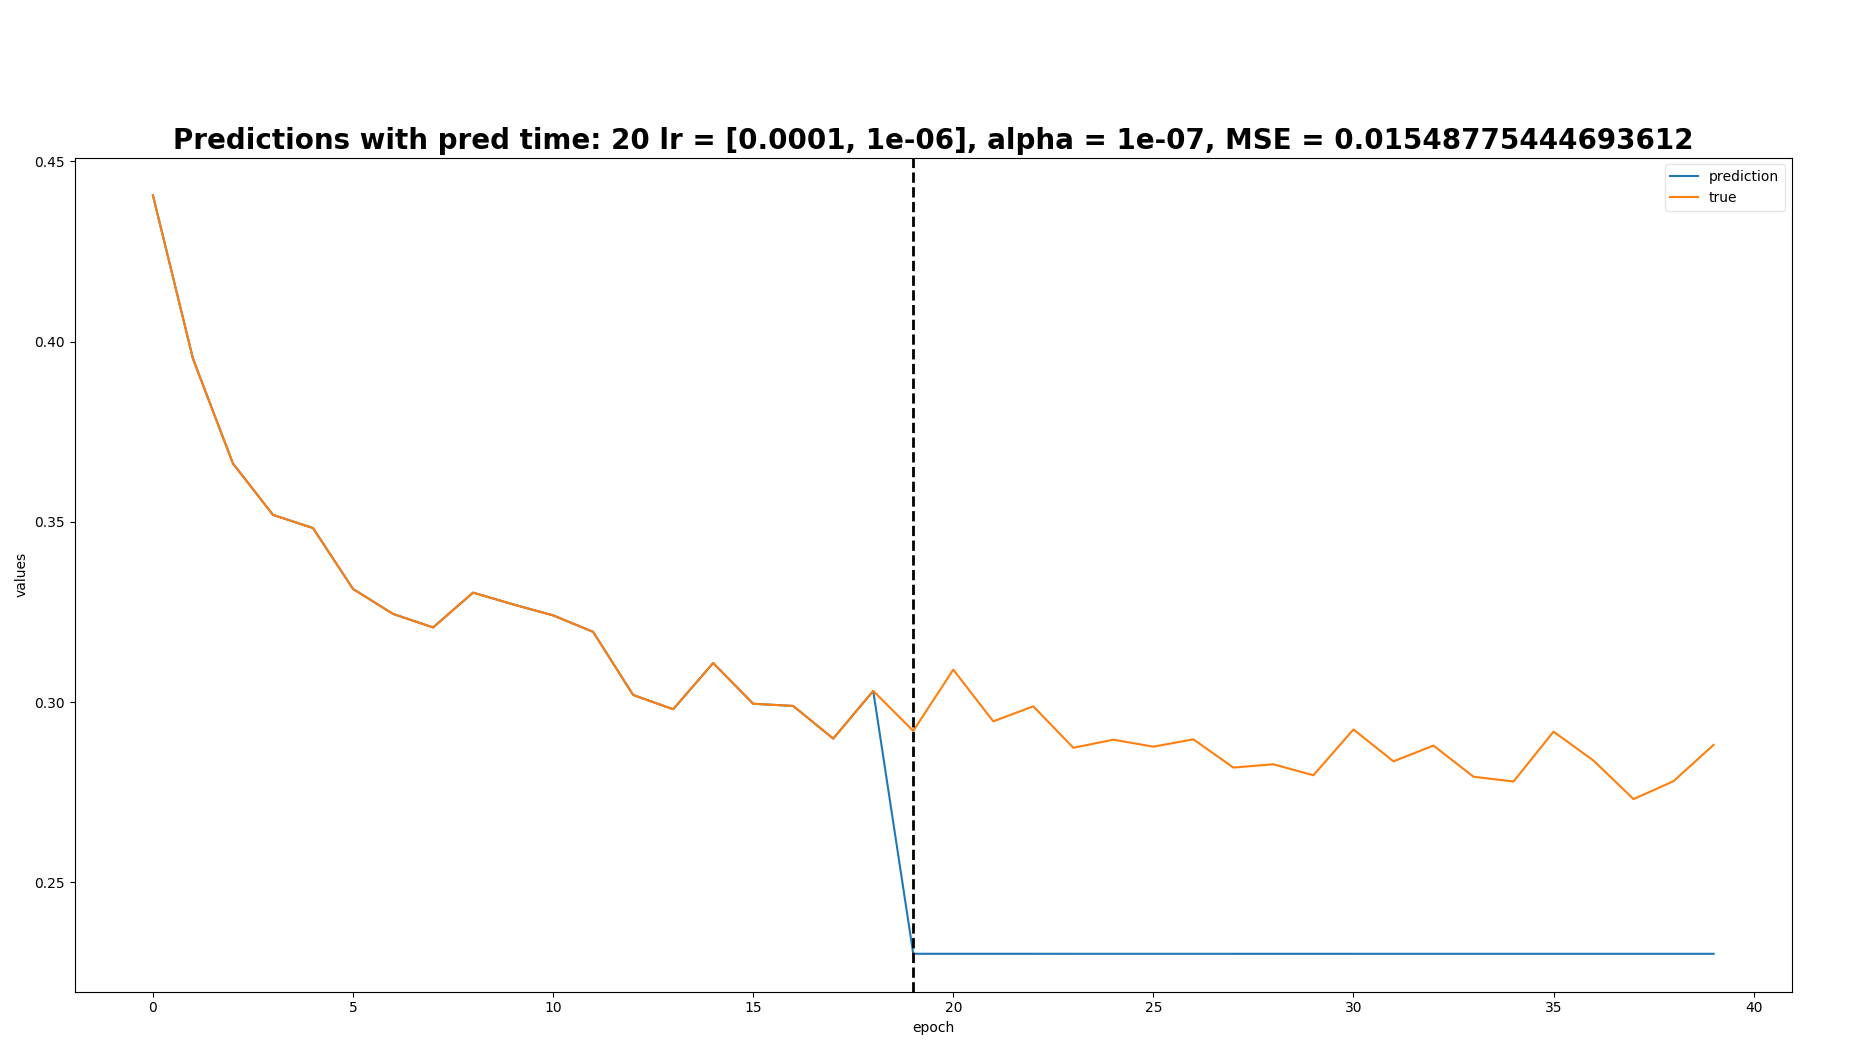 Predictions with pred time: 20 lr = [0.0001, 1e-06], alpha = 1e-07, MSE = 0.01548775444693612
prediction
true
0.45
0.40
0.35
0.30
0.25
values
0 5 10 15 20 25 30 35 40
epoch